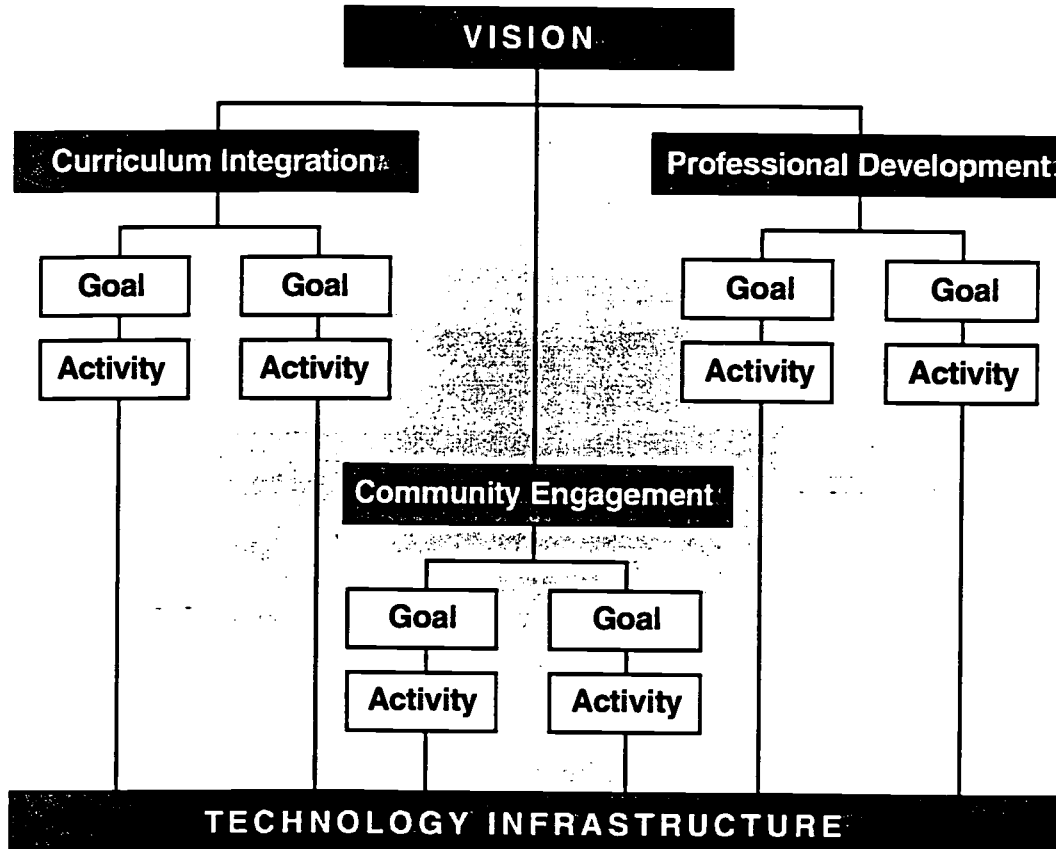 VISION
Curriculum Integration
Professional Development
Goal
Goal
Goal
Goal
Activity
Activity
Activity
Activity
Community Engagement
Goal
Goal
Activity
Activity
TECHNOLOGY INFRASTRUCTURE